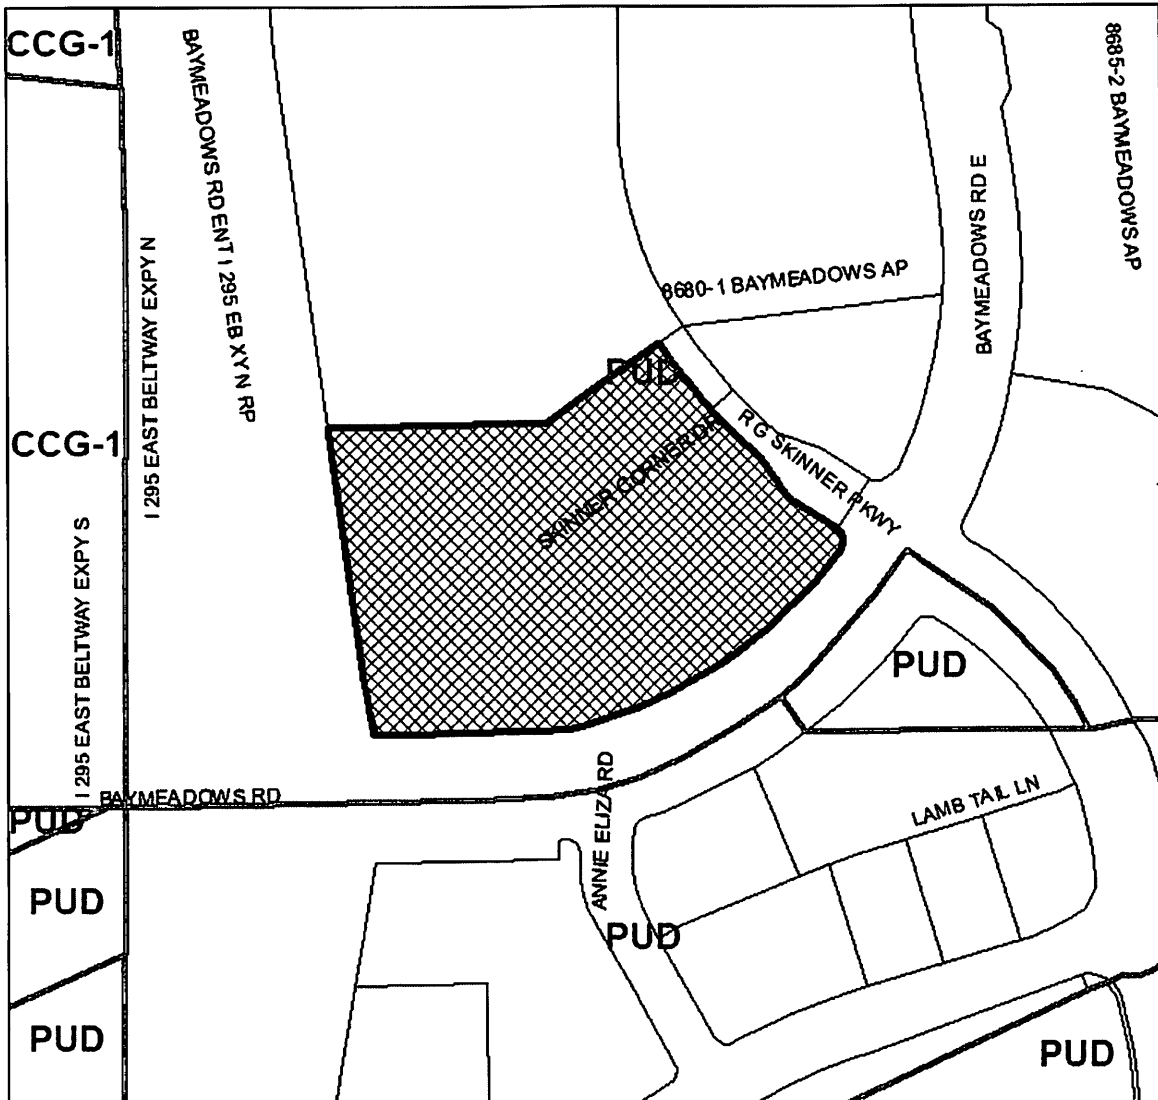 CCG-1
BAYMEADOWS RD ENT I 295 EB XY N RP
8685-2 BAYMEADOWS AP
BAYMEADOWS RD E
I 295 EAST BELTWAY EXPY N
8680-1 BAYMEADOWS AP
PUD
CCG-1
SKINNER CORNER DR
R G SKINNER PKWY
I 295 EAST BELTWAY EXPY S
PUD
BAYMEADOWS RD
ANNIE ELIZA RD
LAMB TAIL LN
PUD
PUD
PUD
PUD
PUD